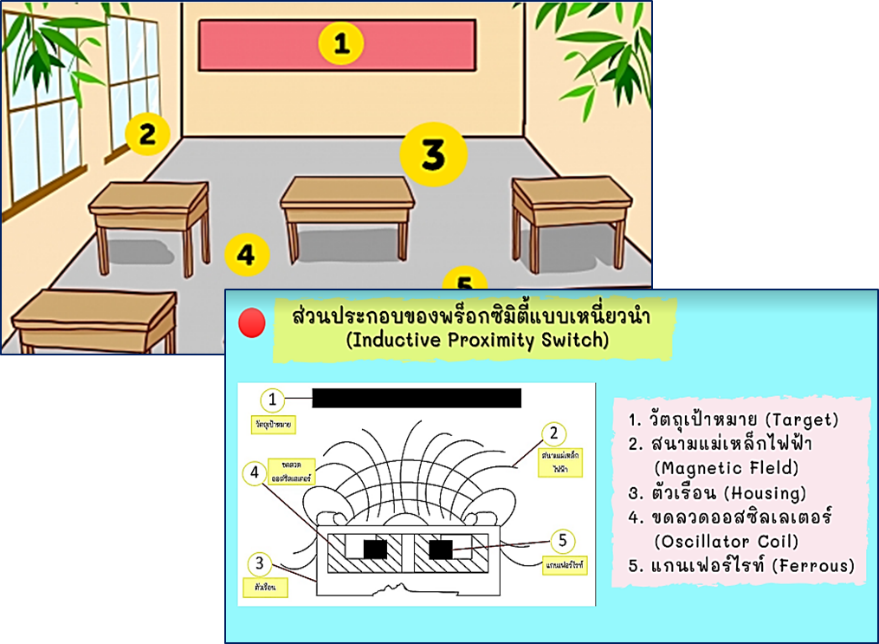 1
2
3
4
5
ส่วนประกอบของพร็อกซิมิตี้แบบเหนี่ยวนำ
(Inductive Proximity Switch)
1
วัตถุเป้าหมาย
2
สนามแม่เหล็ก
ไฟฟ้า
4
ขดลวด
ออสซิลเลเตอร์
5
แกนเฟอร์ไรท์
3
ตัวเรือน
1. วัตถุเป้าหมาย (Target)
2. สนามแม่เหล็กไฟฟ้า
(Magnetic Fleld)
3. ตัวเรือน (Housing)
4. ขดลวดออสซิลเลเตอร์
(Oscillator Coil)
5. แกนเฟอร์ไรท์ (Ferrous)